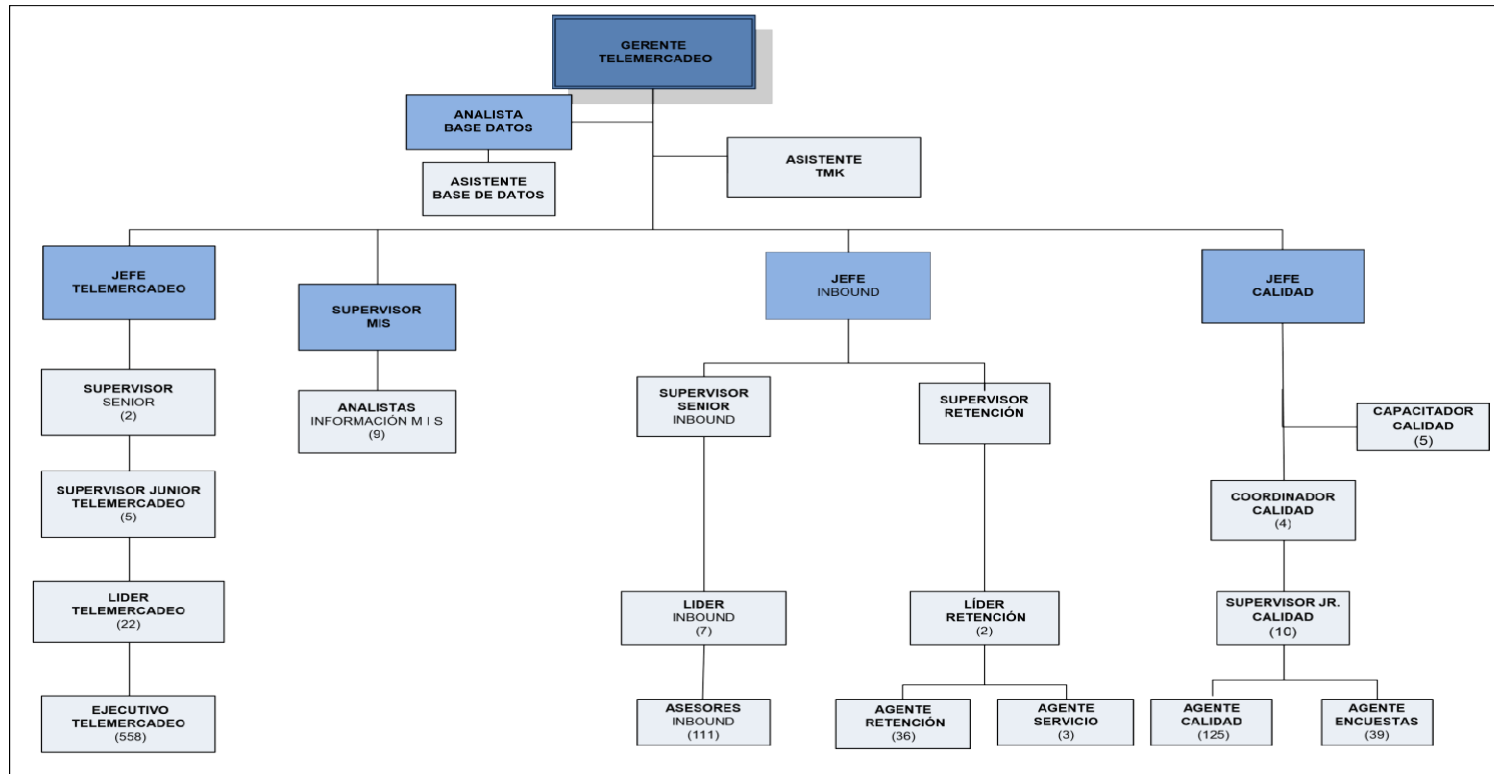 GERENTE
TELEMERCADEO
ANALISTA
BASE DATOS
ASISTENTE
BASE DE DATOS
ASISTENTE
TMK
JEFE
TELEMERCADEO
SUPERVISOR
MIS
JEFE
INBOUND
JEFE
CALIDAD
SUPERVISOR
SENIOR
(2)
ANALISTAS
INFORMACIÓN M I S
(9)
SUPERVISOR
SENIOR
INBOUND
SUPERVISOR
RETENCIÓN
CAPACITADOR
CALIDAD
(5)
SUPERVISOR JUNIOR
TELEMERCADEO
(5)
COORDINADOR
CALIDAD
(4)
LIDER
TELEMERCADEO
(22)
LIDER
INBOUND
(7)
LÍDER
RETENCIÓN
(2)
SUPERVISOR JR.
CALIDAD
(10)
EJECUTIVO
TELEMERCADEO
(558)
ASESORES
INBOUND
(111)
AGENTE
RETENCIÓN
(36)
AGENTE
SERVICIO
(3)
AGENTE
CALIDAD
(125)
AGENTE
ENCUESTAS
(39)